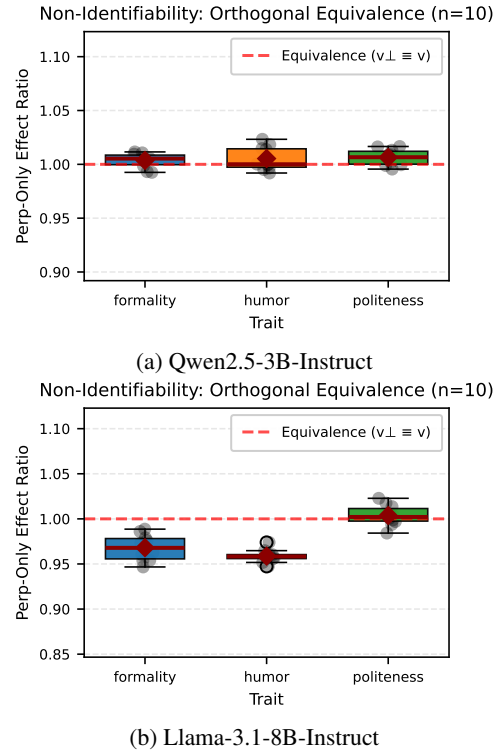 Non-Identifiability: Orthogonal Equivalence (n=10)
Equivalence (v⊥ ≡ v)
Perp-Only Effect Ratio
1.10
1.05
1.00
0.95
0.90
formality humor politeness
Trait
(a) Qwen2.5-3B-Instruct
Non-Identifiability: Orthogonal Equivalence (n=10)
Equivalence (v⊥ ≡ v)
Perp-Only Effect Ratio
1.10
1.05
1.00
0.95
0.90
0.85
formality humor politeness
Trait
(b) Llama-3.1-8B-Instruct